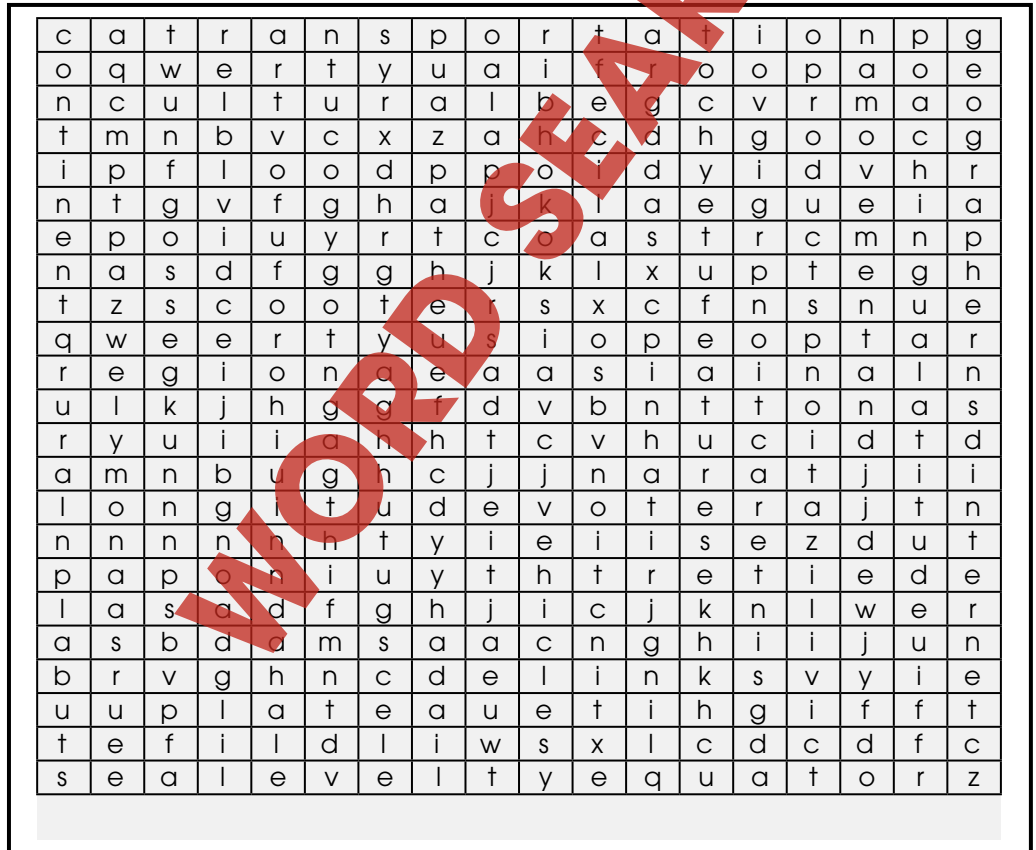 c a t r a n s p o r t a t i o n p g
o q w e r t y u a i f r o o p a o e
n c u l t u r a l b e g c v r m a o
t m n b v c x z a h c d h g o o c g
i p f l o o d p p o i d y i d v h r
n t g v f g h a j k l a e g u e i a
e p o i u y r t c o a s t r c m n p
n a s d f g g h j k l x u p t e g h
t z s c o o t e r s x c f n s n u e
q w e e r t y u s i o p e o p t a r
r e g i o n a e a a s i a i n a l n
u l k j h g g f d v b n t t o n a s
r y u i i a h h t c v h u c i d t d
a m n b u g h c j j n a r a t j i i
l o n g i t u d e v o t e r a j t n
n n n n n h t y i e i i s e z d u t
p a p o n i u y t h t r e t i e d e
l a s a d f g h j i c j k n l w e r
a s b d a m s a a c n g h i i j u n
b r v g h n c d e l i n k s v y i e
u u p l a t e a u e t i h g i f f t
t e f i l d l i w s x l c d c d f c
s e a l e v e l t y e q u a t o r z
WORD SEAR